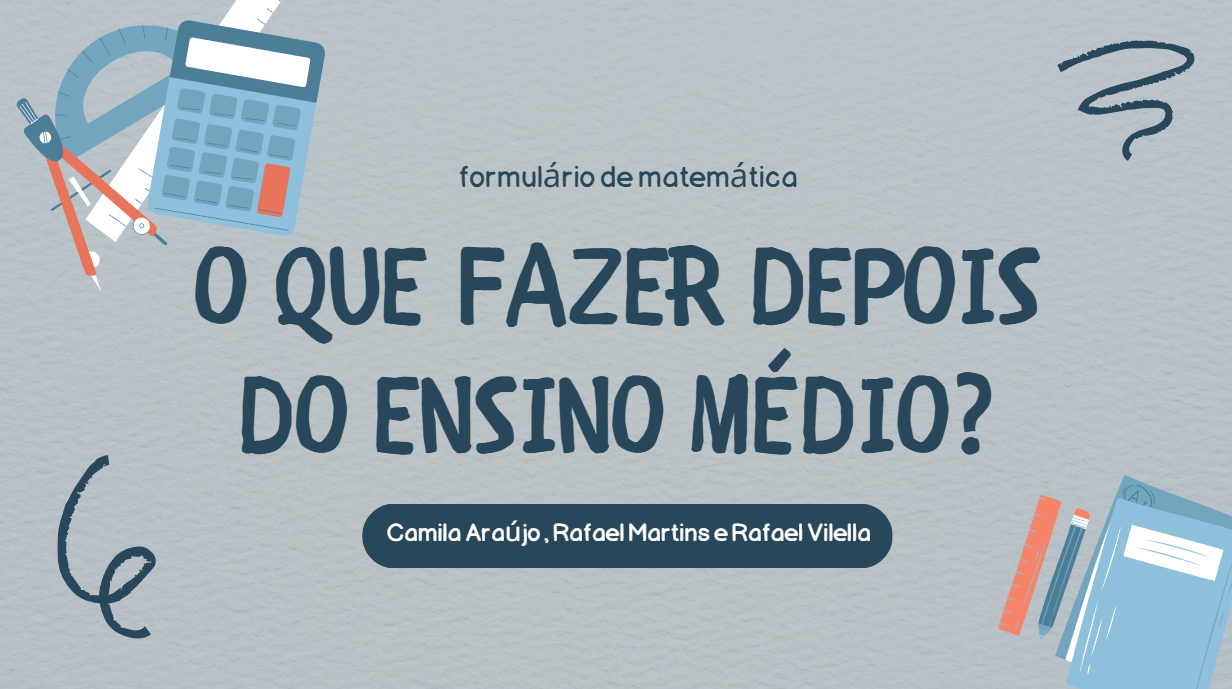 formulário de matemática
O QUE FAZER DEPOIS
DO ENSINO MÉDIO?
Camila Araújo, Rafael Martins e Rafael Vilella
A+